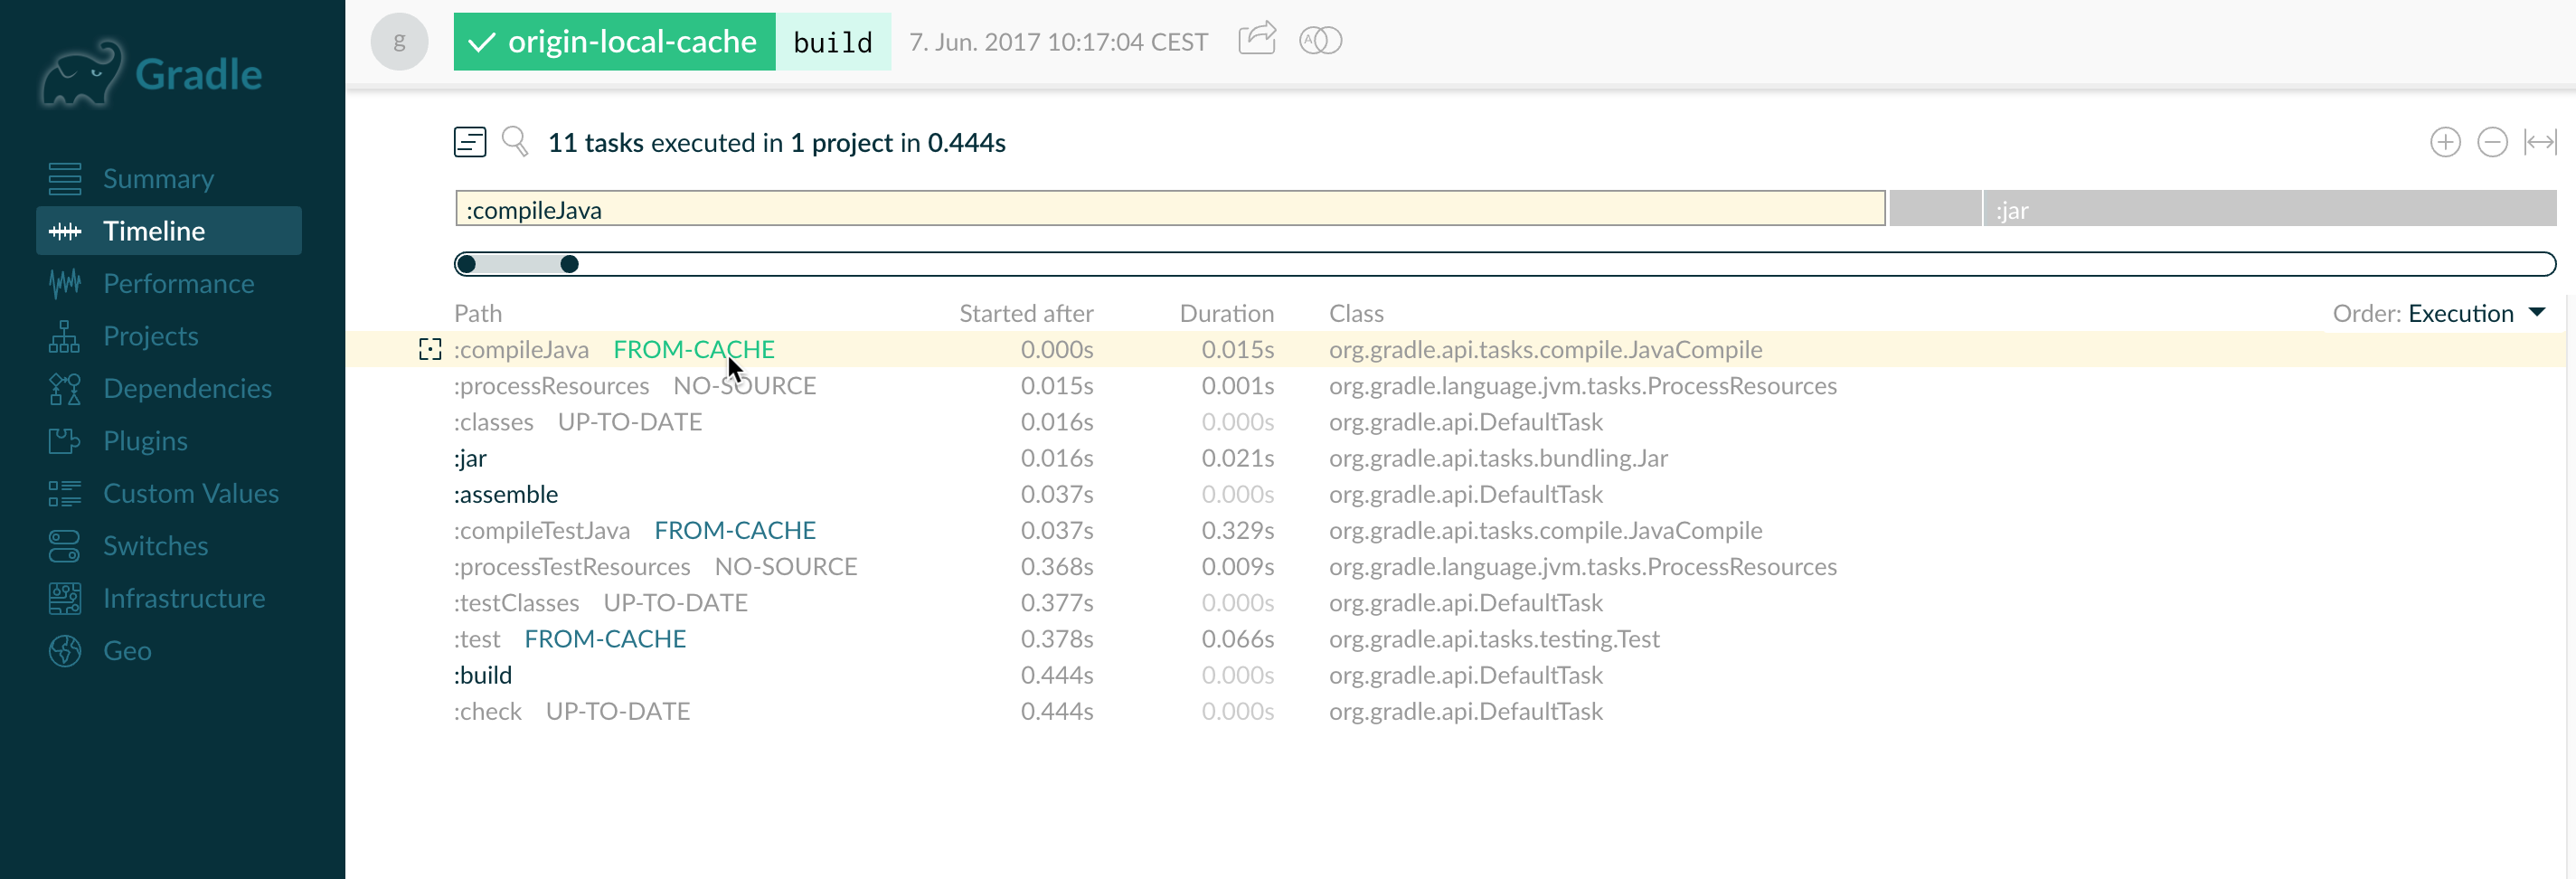 Gradle
Summary
Timeline
Performance
Projects
Dependencies
Plugins
Custom Values
Switches
Infrastructure
Geo
g origin-local-cache build 7. Jun. 2017 10:17:04 CEST A
11 tasks executed in 1 project in 0.444s
:compileJava :jar
Path Started after Duration Class Order: Execution
:compileJava FROM-CACHE 0.000s 0.015s org.gradle.api.tasks.compile.JavaCompile
:processResources NO-SOURCE 0.015s 0.001s org.gradle.language.jvm.tasks.ProcessResources
:classes UP-TO-DATE 0.016s 0.000s org.gradle.api.DefaultTask
:jar 0.016s 0.021s org.gradle.api.tasks.bundling.Jar
:assemble 0.037s 0.000s org.gradle.api.DefaultTask
:compileTestJava FROM-CACHE 0.037s 0.329s org.gradle.api.tasks.compile.JavaCompile
:processTestResources NO-SOURCE 0.368s 0.009s org.gradle.language.jvm.tasks.ProcessResources
:testClasses UP-TO-DATE 0.377s 0.000s org.gradle.api.DefaultTask
:test FROM-CACHE 0.378s 0.066s org.gradle.api.tasks.testing.Test
:build 0.444s 0.000s org.gradle.api.DefaultTask
:check UP-TO-DATE 0.444s 0.000s org.gradle.api.DefaultTask